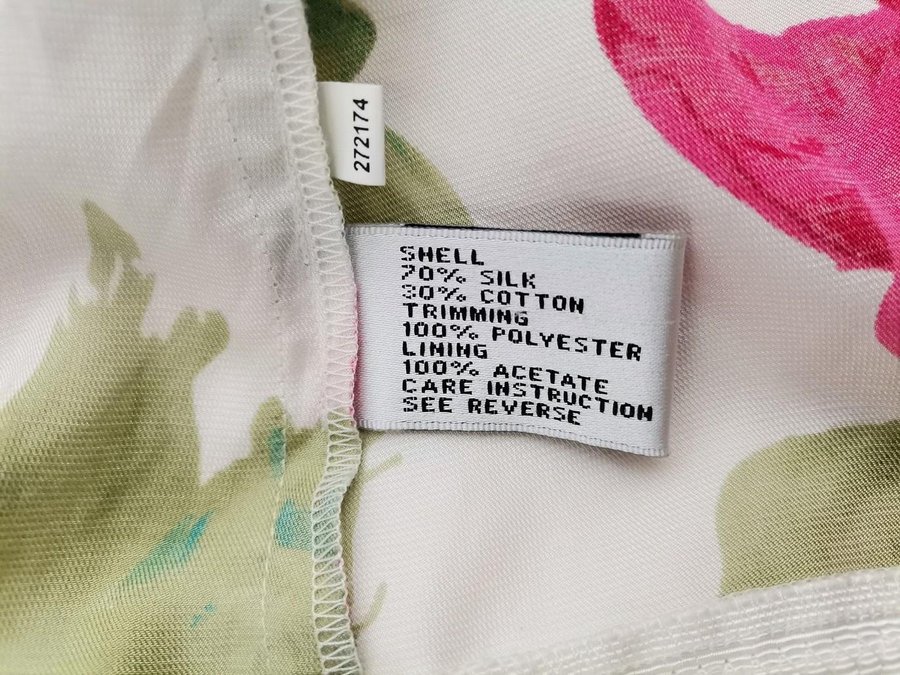 272174
SHELL
70% SILK
30% COTTON
TRIMMING
100% POLYESTER
LINING
100% ACETATE
CARE INSTRUCTION
SEE REVERSE